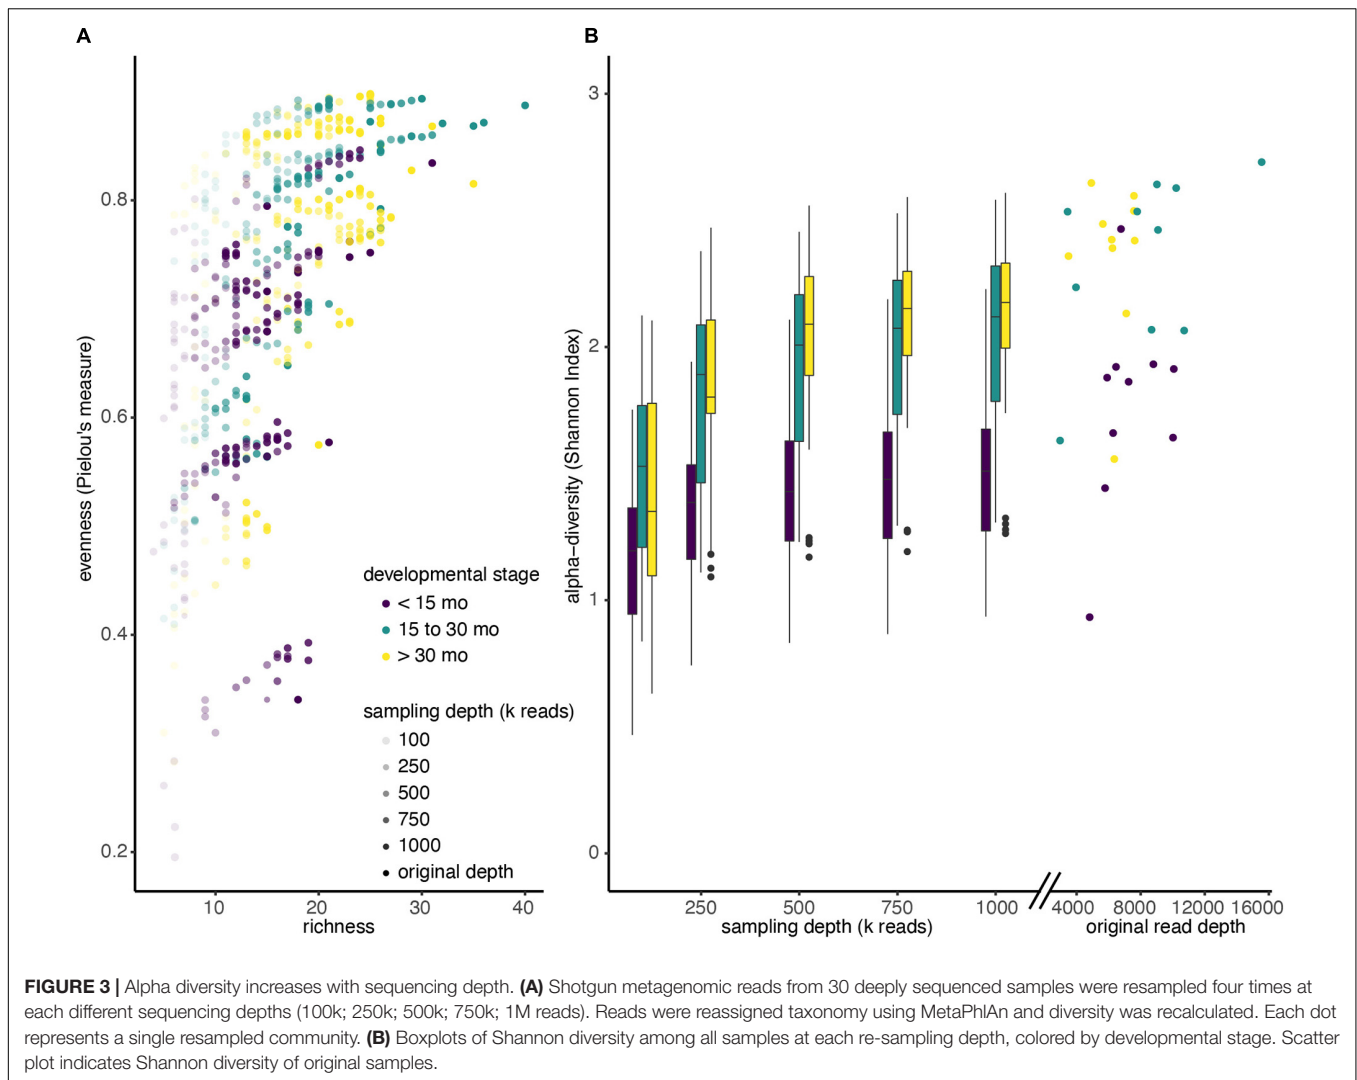 A
B
evenness (Pielou's measure)
0.8
0.6
0.4
0.2
10
20
30
40
richness
developmental stage
< 15 mo
15 to 30 mo
> 30 mo
sampling depth (k reads)
100
250
500
750
1000
original depth
alpha–diversity (Shannon Index)
3
2
1
0
250
500
750
1000
4000
8000
12000
16000
sampling depth (k reads)
original read depth
FIGURE 3 | Alpha diversity increases with sequencing depth. (A) Shotgun metagenomic reads from 30 deeply sequenced samples were resampled four times at
each different sequencing depths (100k; 250k; 500k; 750k; 1M reads). Reads were reassigned taxonomy using MetaPhlAn and diversity was recalculated. Each dot
represents a single resampled community. (B) Boxplots of Shannon diversity among all samples at each re-sampling depth, colored by developmental stage. Scatter
plot indicates Shannon diversity of original samples.